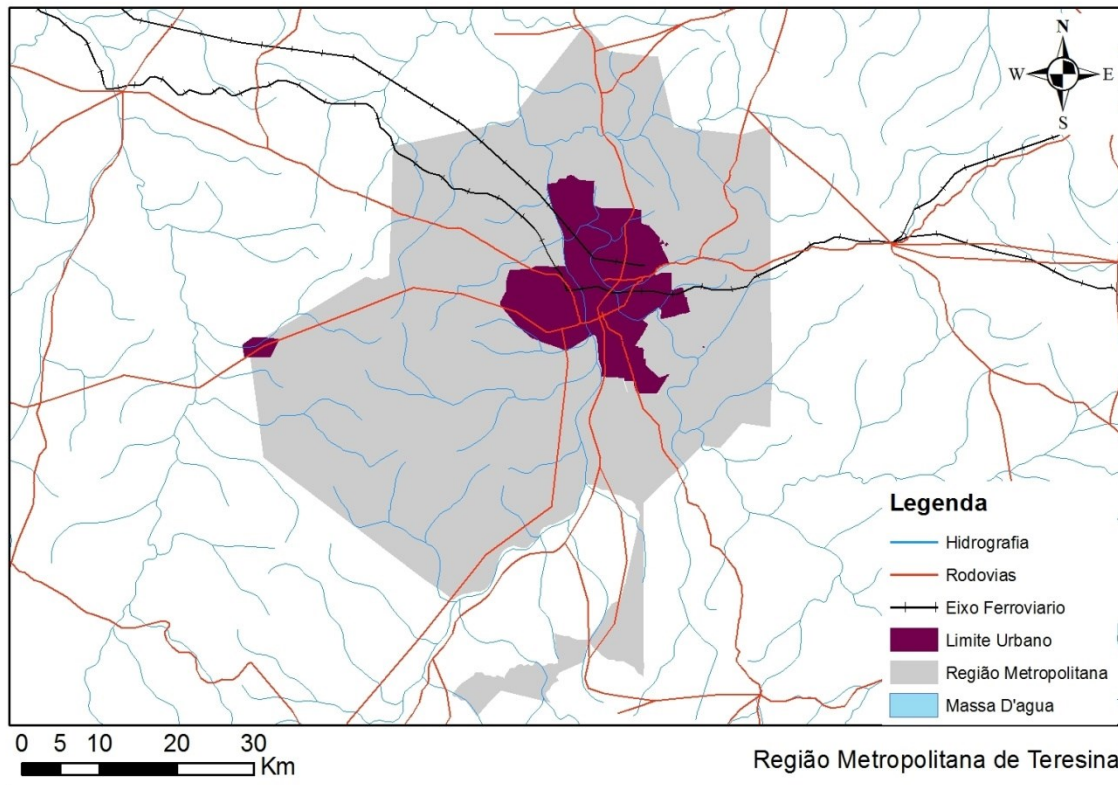 N
W E
S
Legenda
Hidrografia
Rodovias
Eixo Ferroviario
Limite Urbano
Região Metropolitana
Massa D'agua
0 5 10 20 30
Km
Região Metropolitana de Teresina